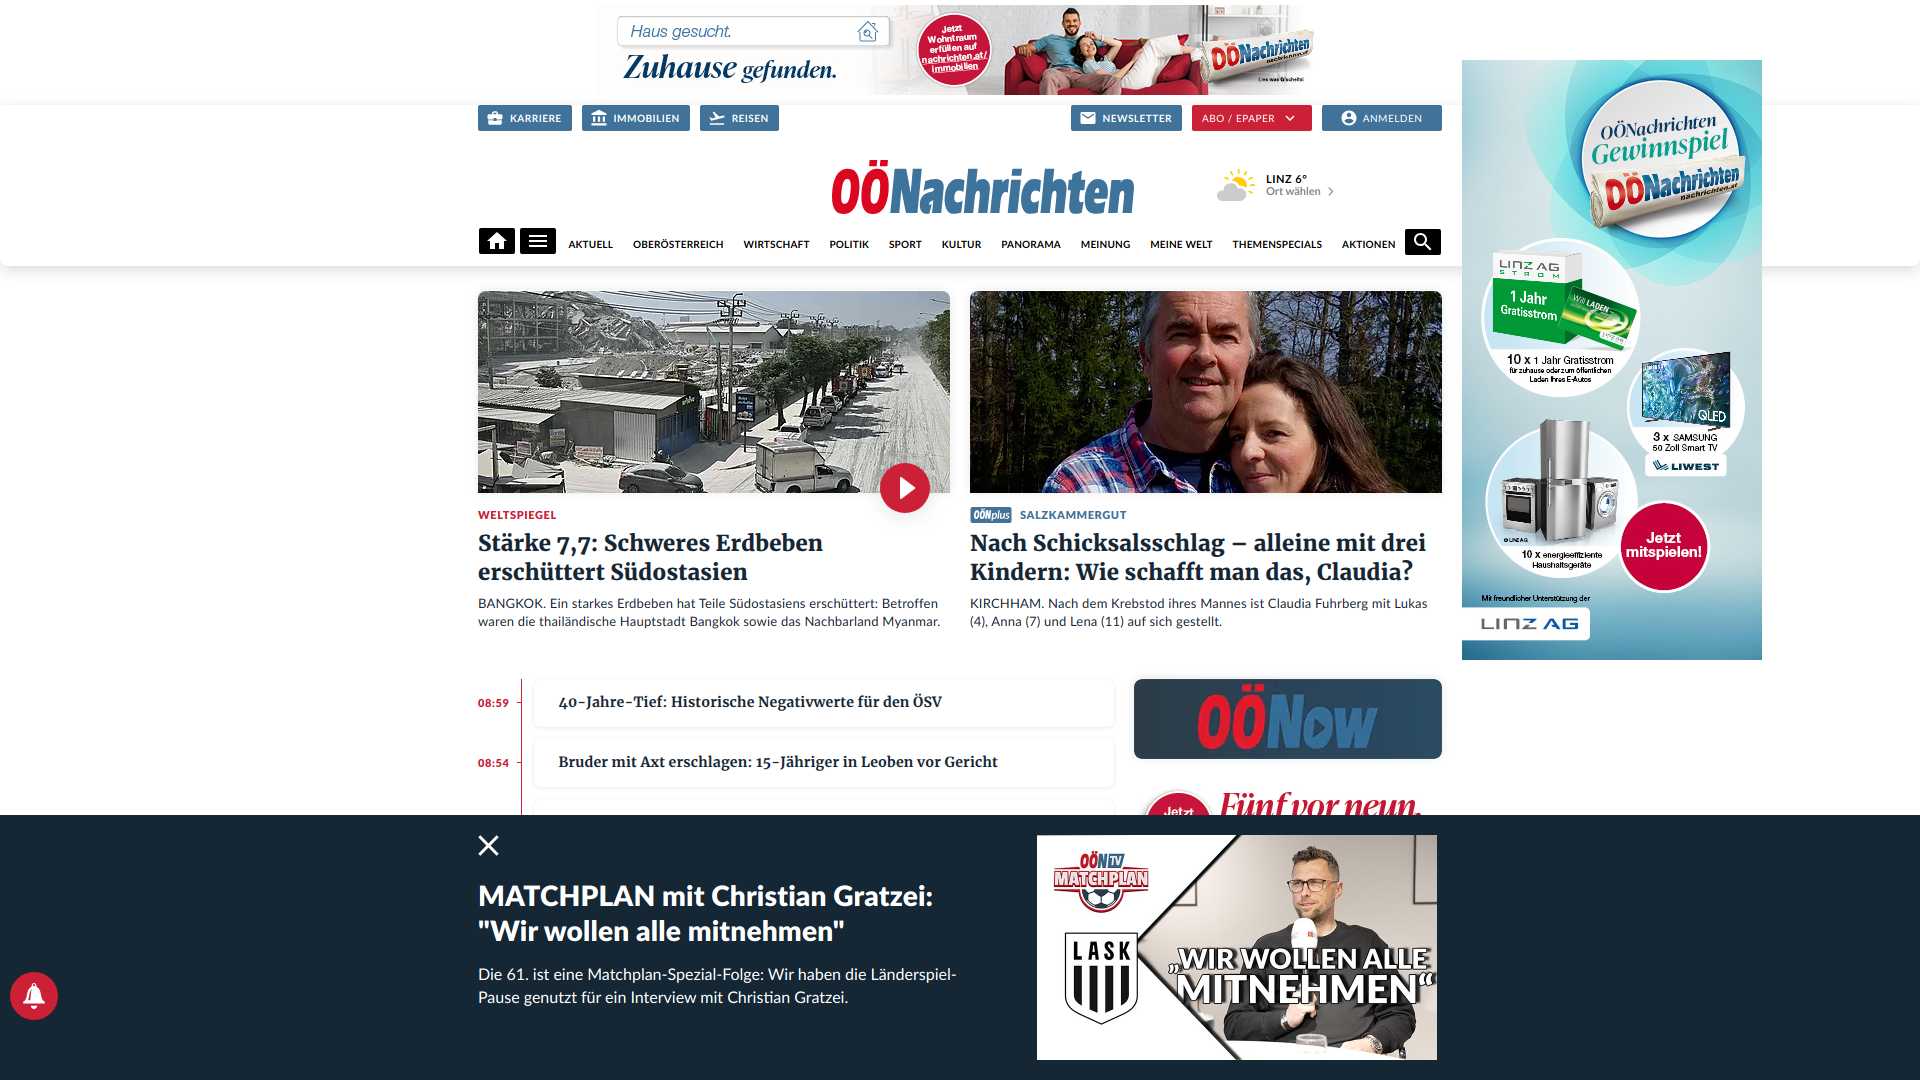 Haus gesucht.
Zuhause gefunden.
Jetzt
Wohntraum
erfüllen auf
nachrichten.at/
immobilien
OÖNachrichten
KARRIERE
IMMOBILIEN
REISEN
NEWSLETTER
ABO / EPAPER
ANMELDEN
OÖNachrichten
LINZ 6°
Ort wählen
AKTUELL
OBERÖSTERREICH
WIRTSCHAFT
POLITIK
SPORT
KULTUR
PANORAMA
MEINUNG
MEINE WELT
THEMENSPECIALS
AKTIONEN
WELTSPIEGEL
Stärke 7,7: Schweres Erdbeben
erschüttert Südostasien
BANGKOK. Ein starkes Erdbeben hat Teile Südostasiens erschüttert: Betroffen
waren die thailändische Hauptstadt Bangkok sowie das Nachbarland Myanmar.
OÖNplus SALZKAMMERGUT
Nach Schicksalsschlag – alleine mit drei
Kindern: Wie schafft man das, Claudia?
KIRCHHAM. Nach dem Krebstod ihres Mannes ist Claudia Fuhrberg mit Lukas
(4), Anna (7) und Lena (11) auf sich gestellt.
OÖNachrichten
Gewinnspiel
OÖNachrichten
nachrichten.at
LINZ AG
STROM
1 Jahr
Gratisstrom
Will LADEN
10 x 1 Jahr Gratisstrom
für zuhause oder zum öffentlichen
Laden Ihres E-Autos
QLED
3 x SAMSUNG
50 Zoll Smart TV
LIWEST
© LINZ AG
10 x energieeffiziente
Haushaltsgeräte
Jetzt
mitspielen!
Mit freundlicher Unterstützung der
LINZ AG
08:59
40-Jahre-Tief: Historische Negativwerte für den ÖSV
08:54
Bruder mit Axt erschlagen: 15-Jähriger in Leoben vor Gericht
OÖNow
Jetzt
Fünf vor neun.
MATCHPLAN mit Christian Gratzei:
"Wir wollen alle mitnehmen"
Die 61. ist eine Matchplan-Spezial-Folge: Wir haben die Länderspiel-
Pause genutzt für ein Interview mit Christian Gratzei.
OÖN TV
MATCHPLAN
LASK
„WIR WOLLEN ALLE
MITNEHMEN“